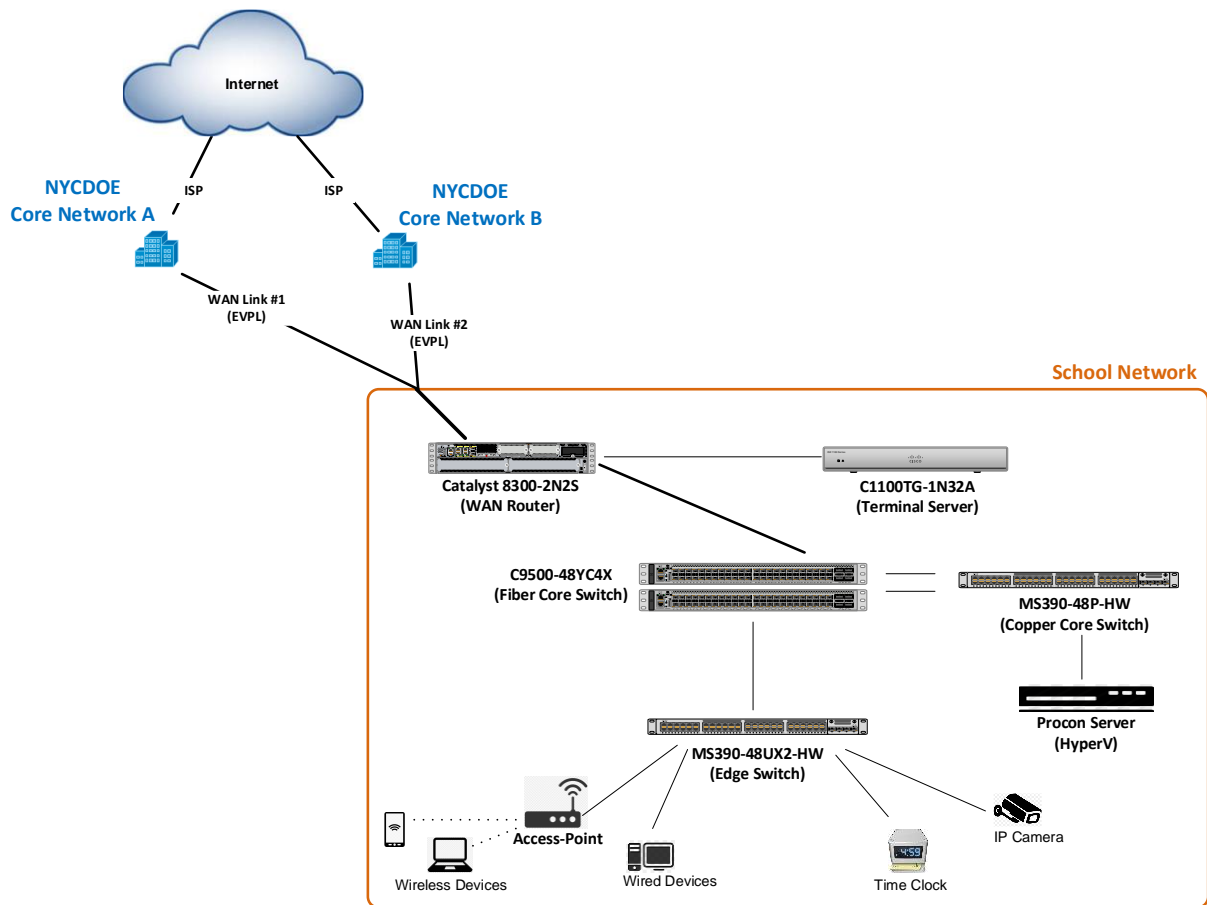 Internet
ISP
ISP
NYCDOE
Core Network A
NYCDOE
Core Network B
WAN Link #1
(EVPL)
WAN Link #2
(EVPL)
School Network
Catalyst 8300-2N2S
(WAN Router)
C1100TG-1N32A
(Terminal Server)
C9500-48YC4X
(Fiber Core Switch)
MS390-48P-HW
(Copper Core Switch)
Procon Server
(HyperV)
MS390-48UX2-HW
(Edge Switch)
Access-Point
Wireless Devices
Wired Devices
4:59
Time Clock
IP Camera